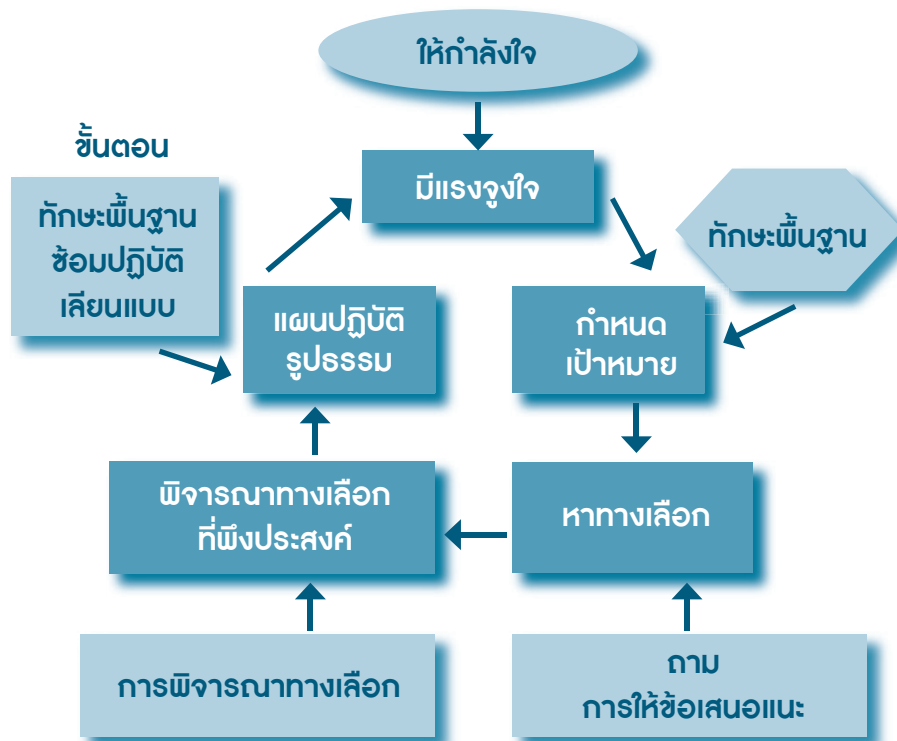 ให้กำลังใจ
ขั้นตอน
ทักษะพื้นฐาน
ซ้อมปฏิบัติ
เลียนแบบ
มีแรงจูงใจ
ทักษะพื้นฐาน
แผนปฏิบัติ
รูปธรรม
กำหนด
เป้าหมาย
พิจารณาทางเลือก
ที่พึงประสงค์
หาทางเลือก
การพิจารณาทางเลือก
ถาม
การให้ข้อเสนอแนะ